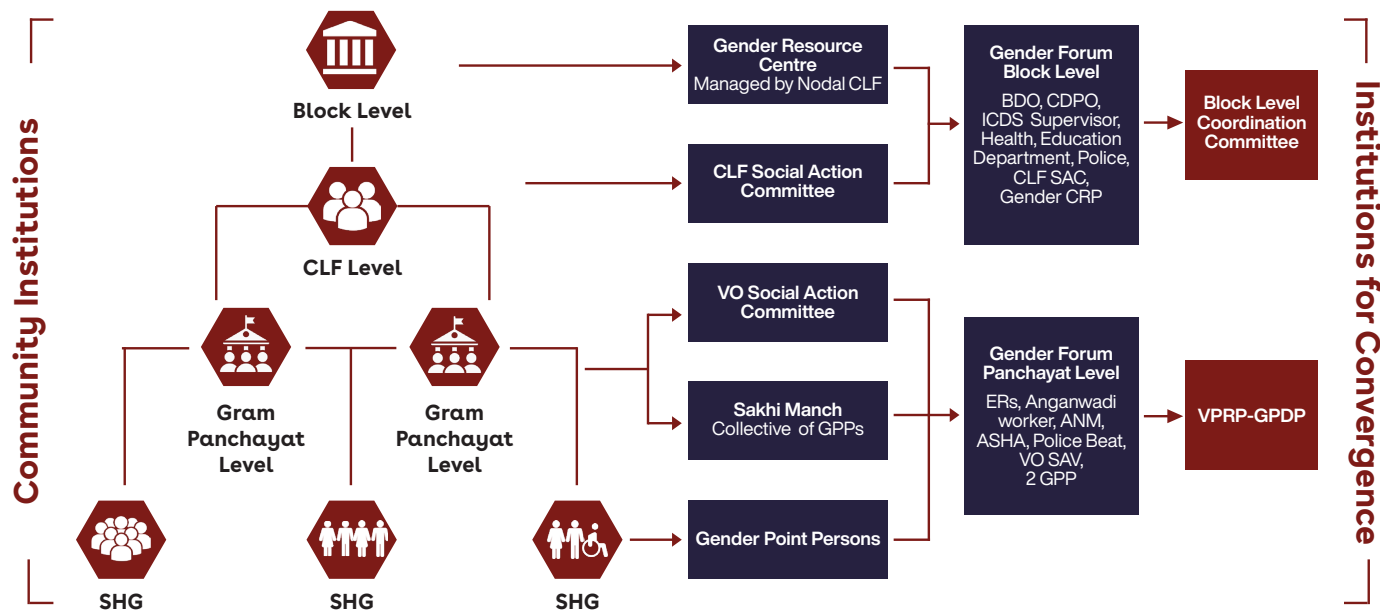 Community Institutions
Block Level
CLF Level
Gram
Panchayat
Level
Gram
Panchayat
Level
SHG
SHG
SHG
Gender Resource
Centre
Managed by Nodal CLF
CLF Social Action
Committee
VO Social Action
Committee
Sakhi Manch
Collective of GPPs
Gender Point Persons
Gender Forum
Block Level
BDO, CDPO,
ICDS Supervisor,
Health, Education
Department, Police,
CLF SAC,
Gender CRP
Gender Forum
Panchayat Level
ERs, Anganwadi
worker, ANM,
ASHA, Police Beat,
VO SAV,
2 GPP
Block Level
Coordination
Committee
VPRP-GPDP
Institutions for Convergence